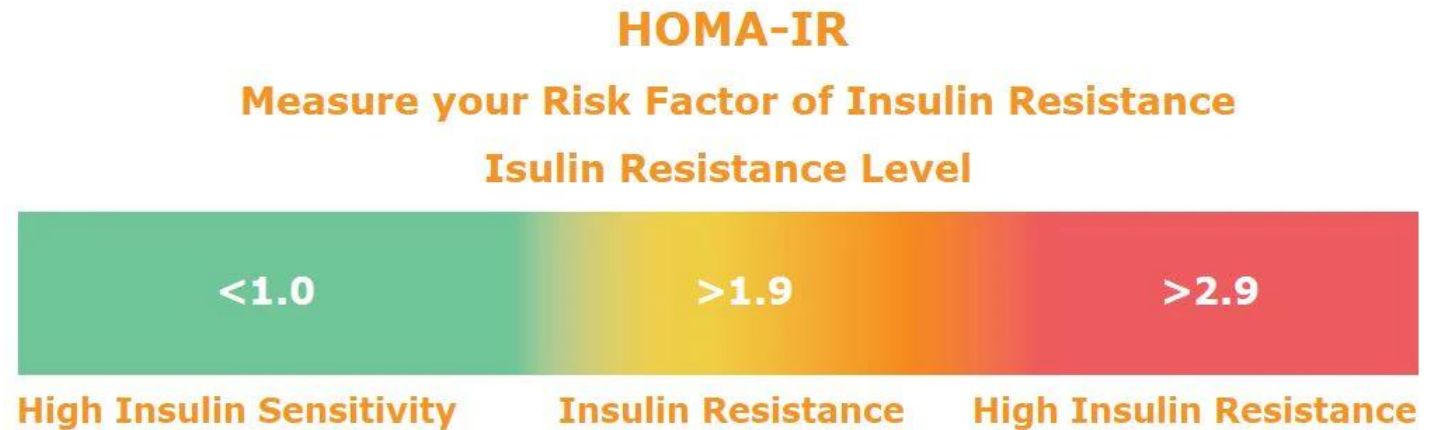 HOMA-IR
Measure your Risk Factor of Insulin Resistance
Isulin Resistance Level
<1.0 >1.9 >2.9
High Insulin Sensitivity Insulin Resistance High Insulin Resistance